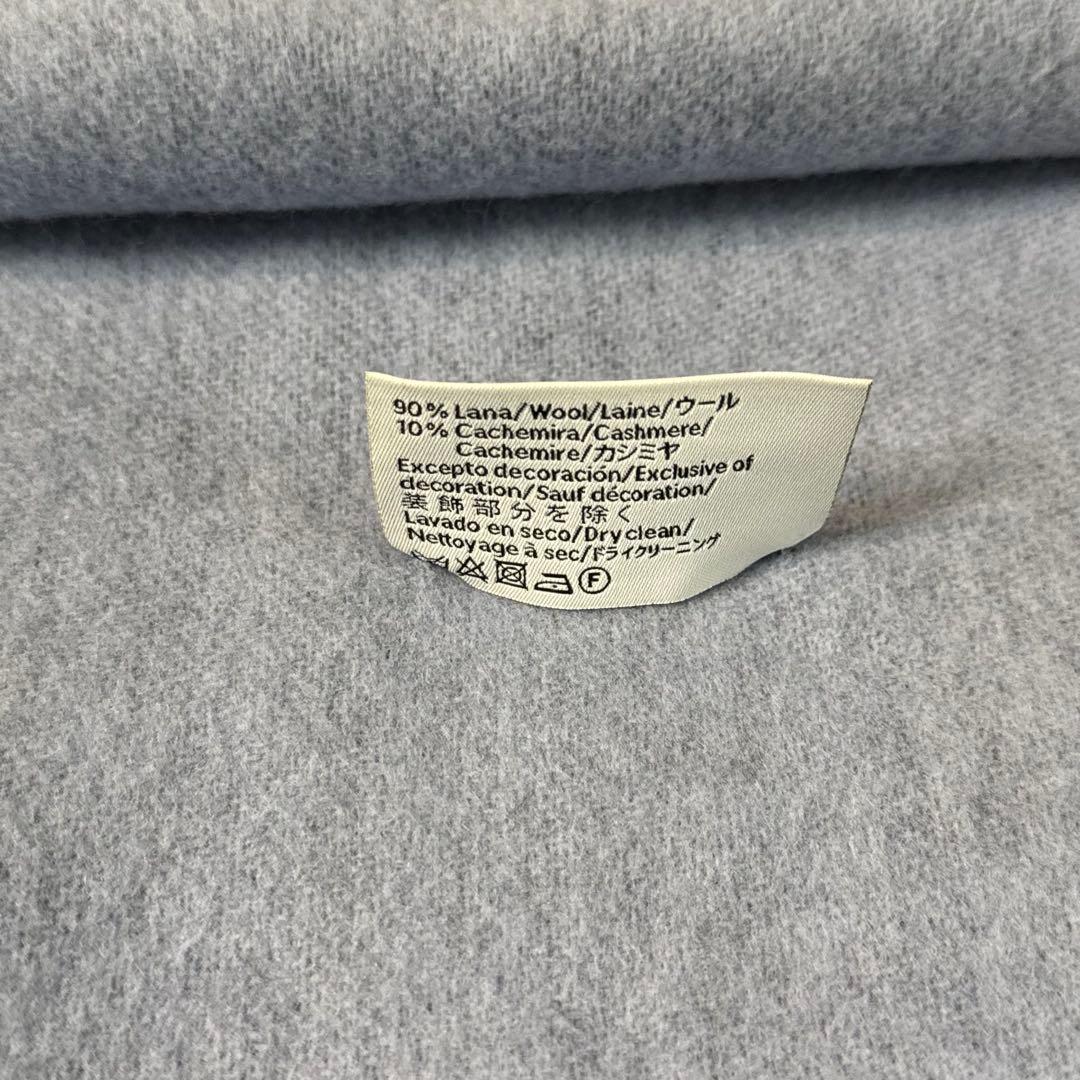 90% Lana/Wool/Laine/ウール
10% Cachemira/Cashmere/
Cachemire/カシミヤ
Excepto decoración/Exclusive of
decoration/Sauf décoration/
装飾部分を除く
Lavado en seco/Dry clean/
Nettoyage à sec/ドライクリーニング
F